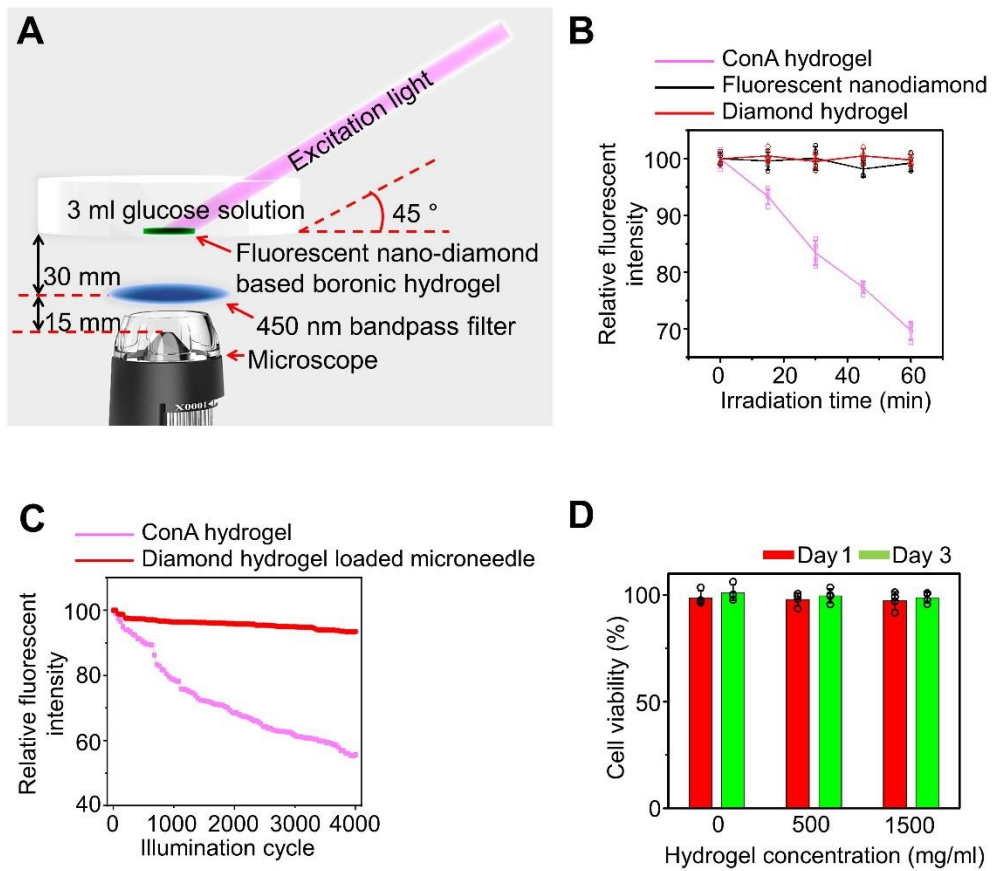 A
Excitation light
3 ml glucose solution
45 °
Fluorescent nano-diamond
based boronic hydrogel
30 mm
450 nm bandpass filter
15 mm
Microscope
X0001
B
ConA hydrogel
Fluorescent nanodiamond
Diamond hydrogel
Relative fluorescent
intensity
100
90
80
70
0
20
40
60
Irradiation time (min)
C
ConA hydrogel
Diamond hydrogel loaded microneedle
Relative fluorescent
intensity
100
80
60
40
0
1000
2000
3000
4000
Illumination cycle
D
Day 1
Day 3
Cell viability (%)
100
50
0
0
500
1500
Hydrogel concentration (mg/ml)